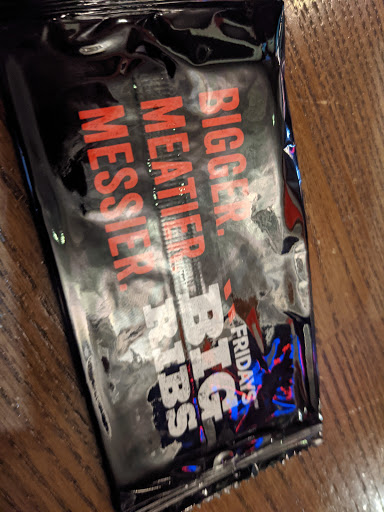 BIGGER.
MEATIER.
MESSIER.
FRIDAYS
BIG
RIBS